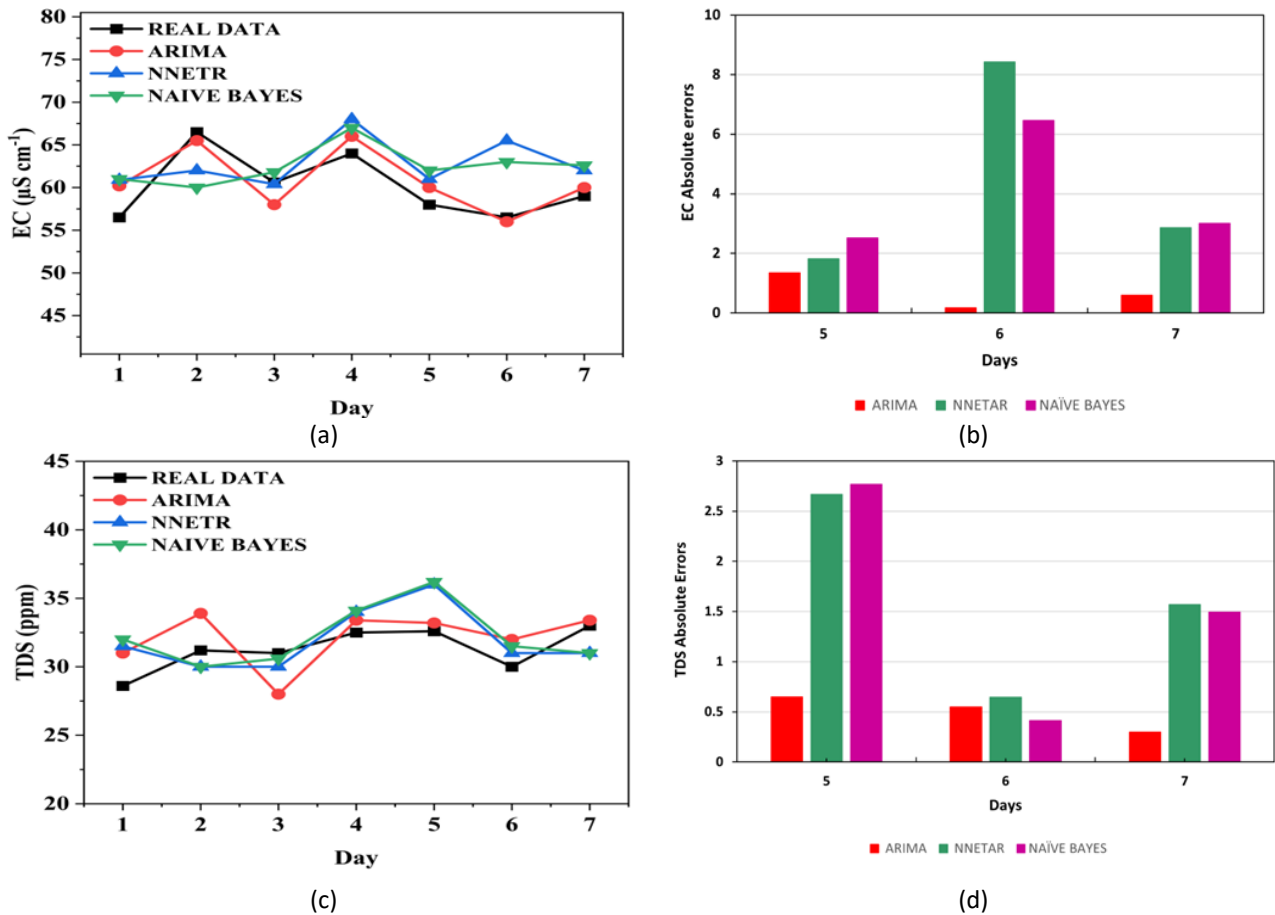 80
75
70
65
60
55
50
45
EC (µS cm⁻¹)
REAL DATA
ARIMA
NNETR
NAIVE BAYES
1 2 3 4 5 6 7
Day
(a)
10
8
6
4
2
0
EC Absolute errors
5 6 7
Days
ARIMA NNETAR NAÏVE BAYES
(b)
45
40
35
30
25
20
TDS (ppm)
REAL DATA
ARIMA
NNETR
NAIVE BAYES
1 2 3 4 5 6 7
Day
(c)
3
2.5
2
1.5
1
0.5
0
TDS Absolute Errors
5 6 7
Days
ARIMA NNETAR NAÏVE BAYES
(d)